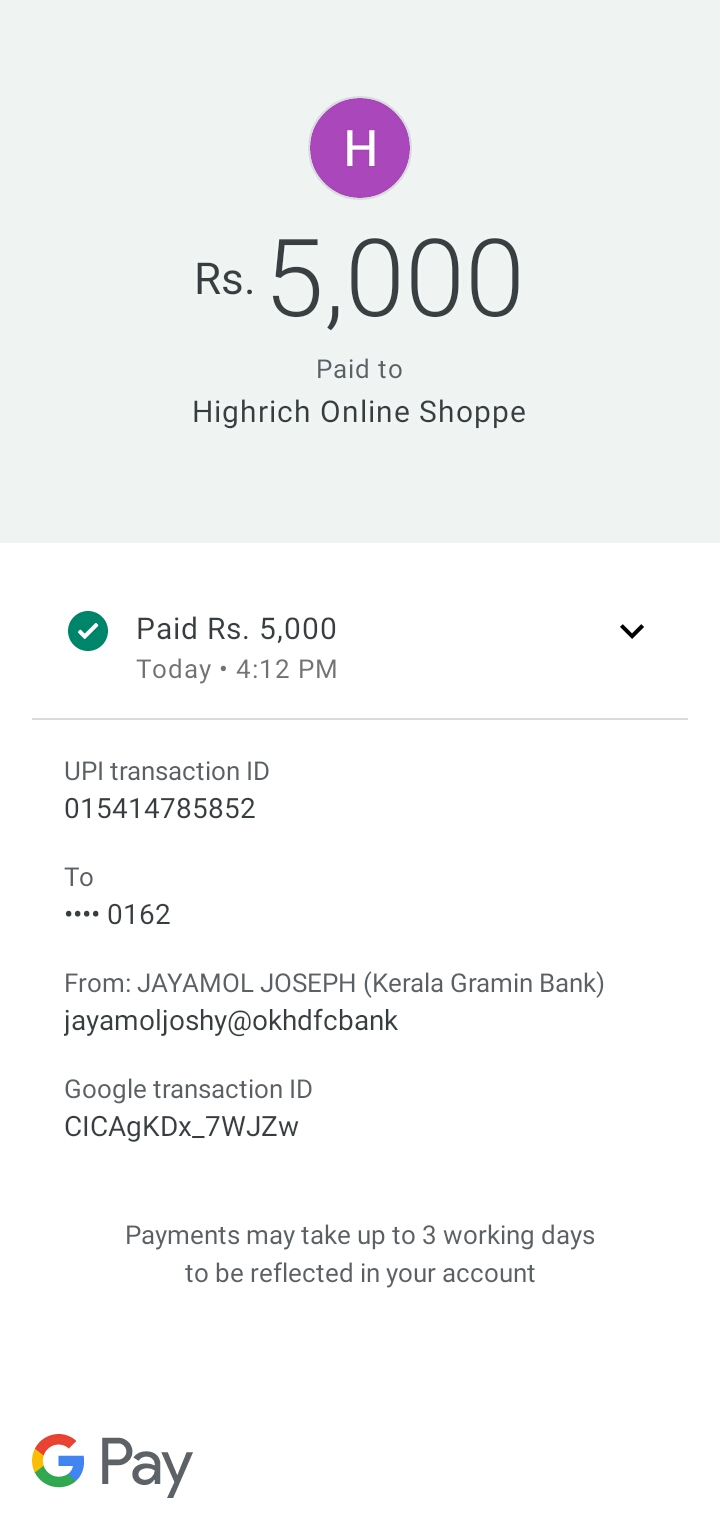 H
Rs. 5,000
Paid to
Highrich Online Shoppe
Paid Rs. 5,000
Today • 4:12 PM
UPI transaction ID
015414785852
To
•••• 0162
From: JAYAMOL JOSEPH (Kerala Gramin Bank)
jayamoljoshy@okhdfcbank
Google transaction ID
CICAgKDx_7WJZw
Payments may take up to 3 working days
to be reflected in your account
G Pay